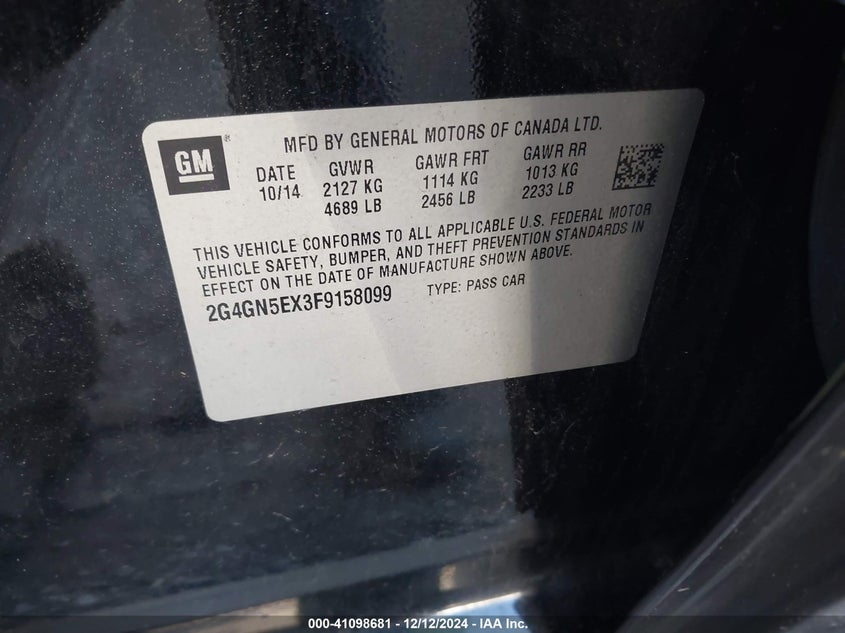 GM®
MFD BY GENERAL MOTORS OF CANADA LTD.
DATE GVWR GAWR FRT GAWR RR
10/14 2127 KG 1114 KG 1013 KG
4689 LB 2456 LB 2233 LB
THIS VEHICLE CONFORMS TO ALL APPLICABLE U.S. FEDERAL MOTOR
VEHICLE SAFETY, BUMPER, AND THEFT PREVENTION STANDARDS IN
EFFECT ON THE DATE OF MANUFACTURE SHOWN ABOVE.
2G4GN5EX3F9158099 TYPE: PASS CAR
000-41098681 - 12/12/2024 - IAA Inc.